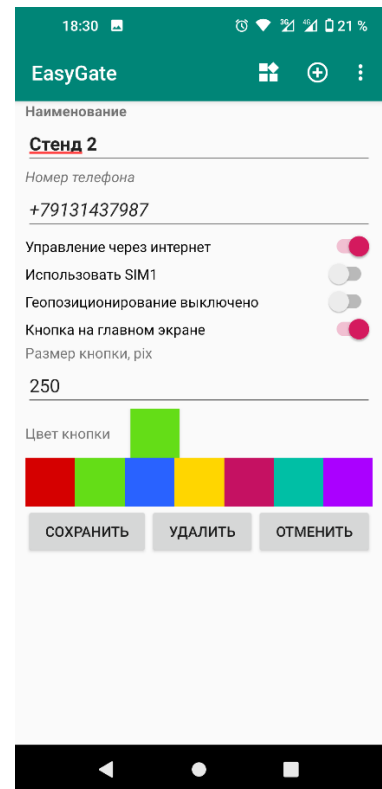 18:30 21 %
EasyGate
Наименование
Стенд 2
Номер телефона
+79131437987
Управление через интернет
Использовать SIM1
Геопозиционирование выключено
Кнопка на главном экране
Размер кнопки, pix
250
Цвет кнопки
СОХРАНИТЬ УДАЛИТЬ ОТМЕНИТЬ